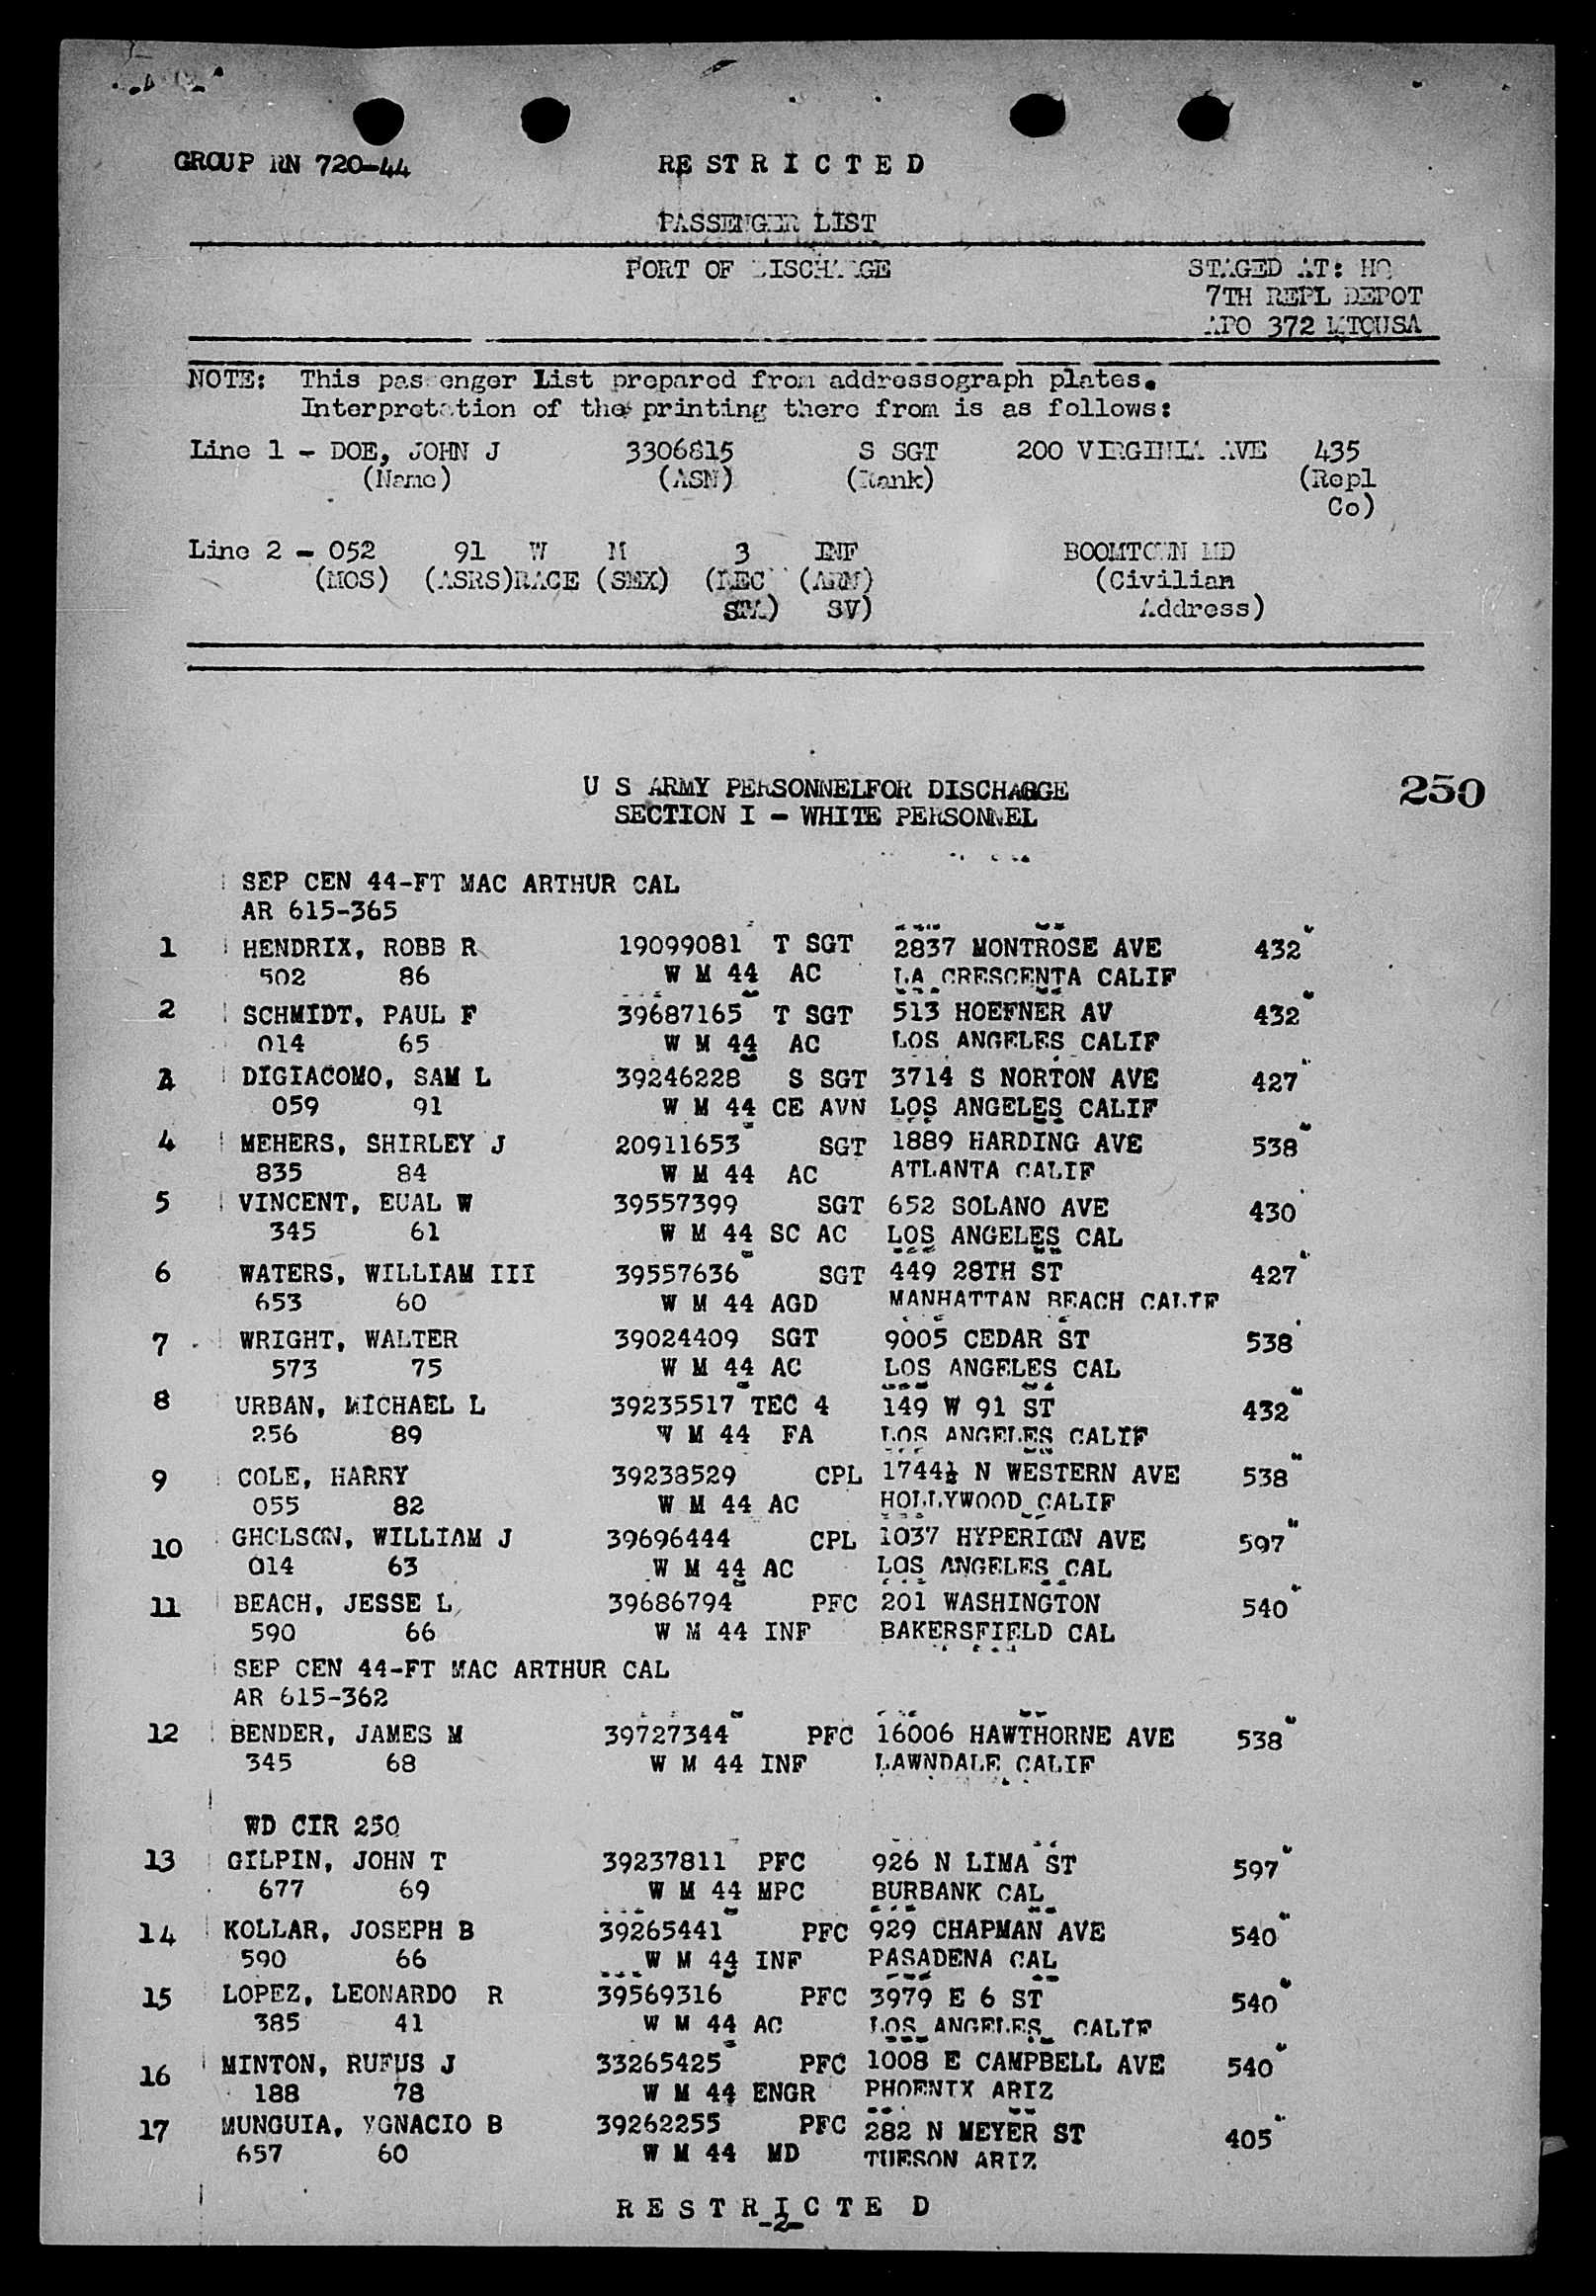 GROUP RN 720-44 RESTRICTED
PASSENGER LIST
PORT OF DISCHARGE STAGED AT: HQ
7TH REPL DEPOT
APO 372 MTOUSA
NOTE: This passenger List prepared from addressograph plates.
Interpretation of the printing there from is as follows:
Line 1 - DOE, JOHN J 3306815 S SGT 200 VIRGINIA AVE 435
(Name) (ASN) (Rank) (Repl
Co)
Line 2 - 052 91 W M 3 INF BOOMTOWN MD
(MOS) (ASRS)RACE (SEX) (REC (ARM) (Civilian
STA) SV) Address)
U S ARMY PERSONNELFOR DISCHARGE 250
SECTION I - WHITE PERSONNEL
SEP CEN 44-FT MAC ARTHUR CAL
AR 615-365
1 HENDRIX, ROBB R 19099081 T SGT 2837 MONTROSE AVE 432
502 86 W M 44 AC LA CRESCENTA CALIF
2 SCHMIDT, PAUL F 39687165 T SGT 513 HOEFNER AV 432
014 65 W M 44 AC LOS ANGELES CALIF
DIGIACOMO, SAM L 39246228 S SGT 3714 S NORTON AVE 427
059 91 W M 44 CE AVN LOS ANGELES CALIF
4 MEHERS, SHIRLEY J 20911653 SGT 1889 HARDING AVE 538
835 84 W M 44 AC ATLANTA CALIF
5 VINCENT, EUAL W 39557399 SGT 652 SOLANO AVE 430
345 61 W M 44 SC AC LOS ANGELES CAL
6 WATERS, WILLIAM III 39557636 SGT 449 28TH ST 427
653 60 W M 44 AGD MANHATTAN BEACH CALIF
7 WRIGHT, WALTER 39024409 SGT 9005 CEDAR ST 538
573 75 W M 44 AC LOS ANGELES CAL
8 URBAN, MICHAEL L 39235517 TEC 4 149 W 91 ST 432
256 89 W M 44 FA LOS ANGELES CALIF
9 COLE, HARRY 39238529 CPL 1744½ N WESTERN AVE 538
055 82 W M 44 AC HOLLYWOOD CALIF
10 GHOLSON, WILLIAM J 39696444 CPL 1037 HYPERION AVE 597
014 63 W M 44 AC LOS ANGELES CAL
11 BEACH, JESSE L 39686794 PFC 201 WASHINGTON 540
590 66 W M 44 INF BAKERSFIELD CAL
SEP CEN 44-FT MAC ARTHUR CAL
AR 615-362
12 BENDER, JAMES M 39727344 PFC 16006 HAWTHORNE AVE 538
345 68 W M 44 INF LAWNDALE CALIF
WD CIR 250
13 GILPIN, JOHN T 39237811 PFC 926 N LIMA ST 597
677 69 W M 44 MPC BURBANK CAL
14 KOLLAR, JOSEPH B 39265441 PFC 929 CHAPMAN AVE 540
590 66 W M 44 INF PASADENA CAL
15 LOPEZ, LEONARDO R 39569316 PFC 3979 E 6 ST 540
385 41 W M 44 AC LOS ANGELES CALIF
16 MINTON, RUFUS J 33265425 PFC 1008 E CAMPBELL AVE 540
188 78 W M 44 ENGR PHOENIX ARIZ
17 MUNGUIA, YGNACIO B 39262255 PFC 282 N MEYER ST 405
657 60 W M 44 MD TUESON ARIZ
RESTRICTED
-2-